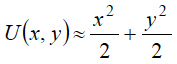 U(x, y) ≈ x²/2 + y²/2